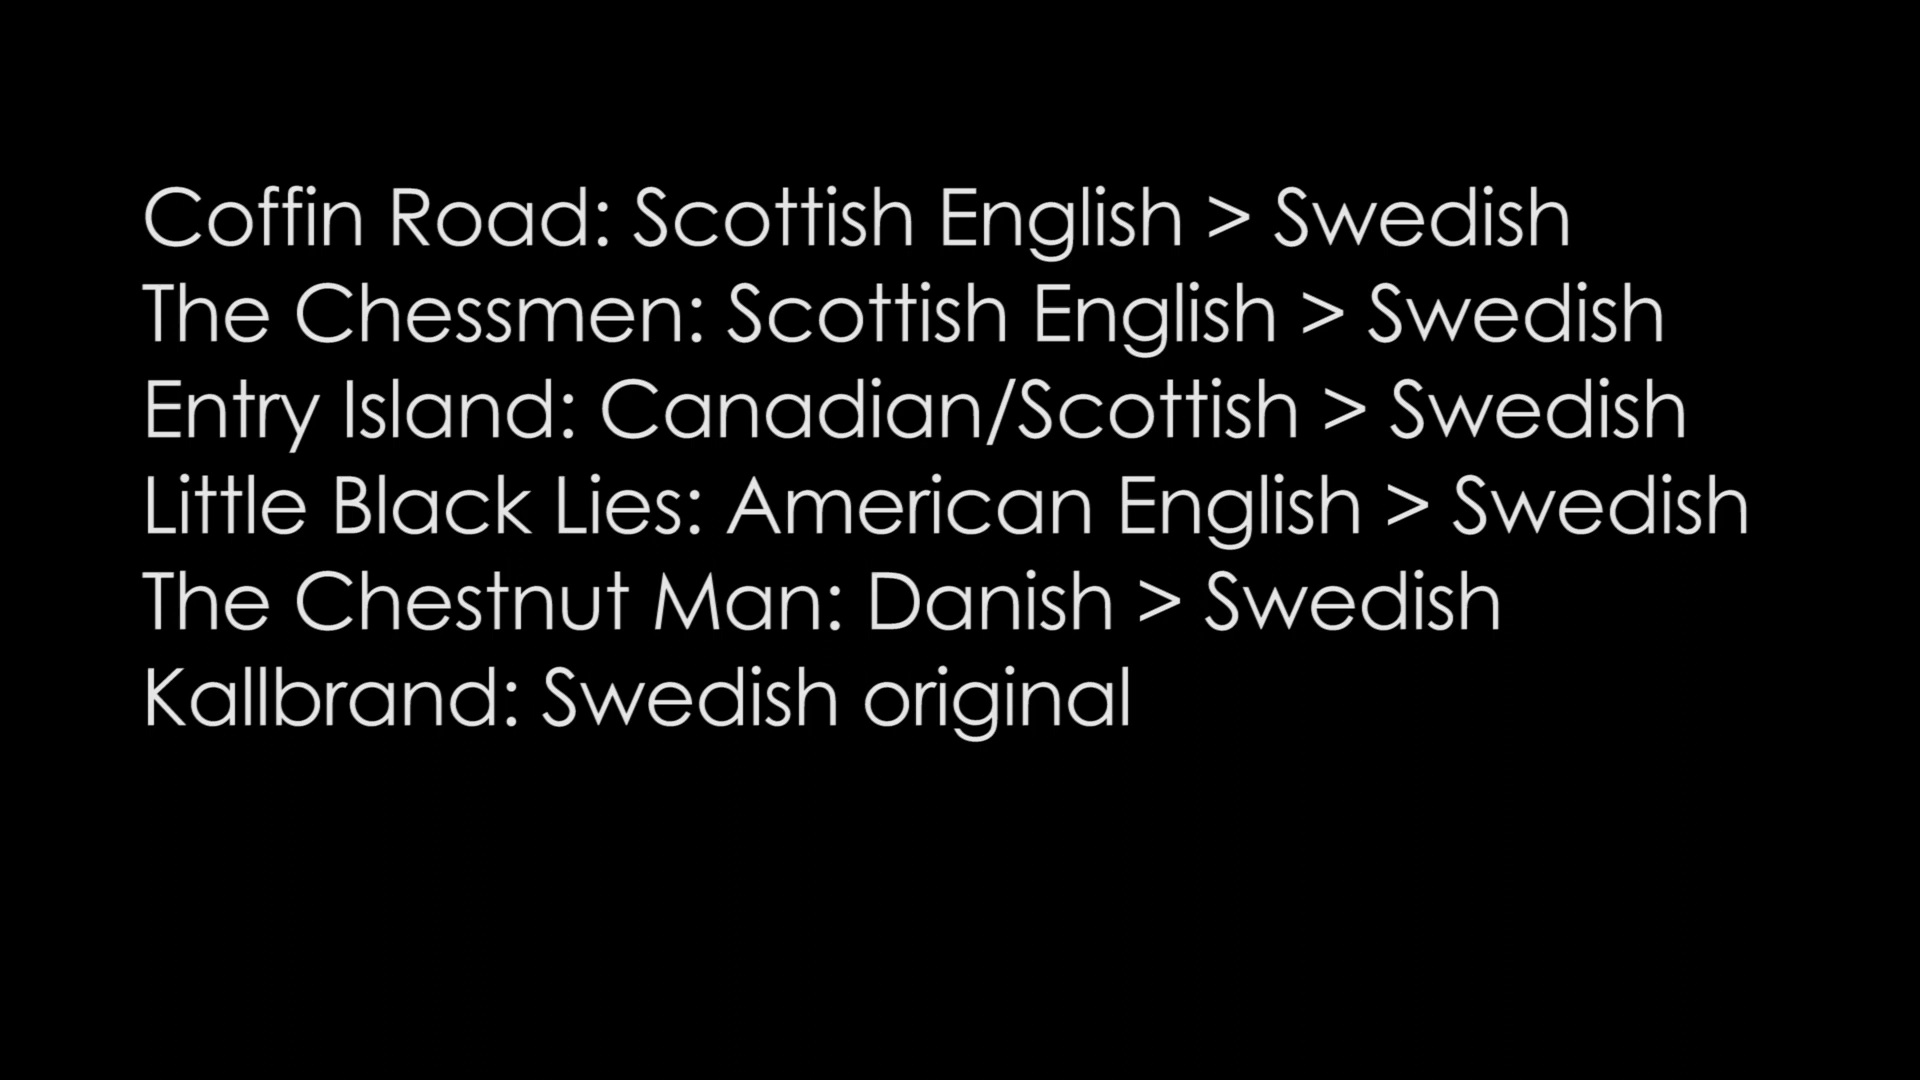 Coffin Road: Scottish English > Swedish
The Chessmen: Scottish English > Swedish
Entry Island: Canadian/Scottish > Swedish
Little Black Lies: American English > Swedish
The Chestnut Man: Danish > Swedish
Kallbrand: Swedish original